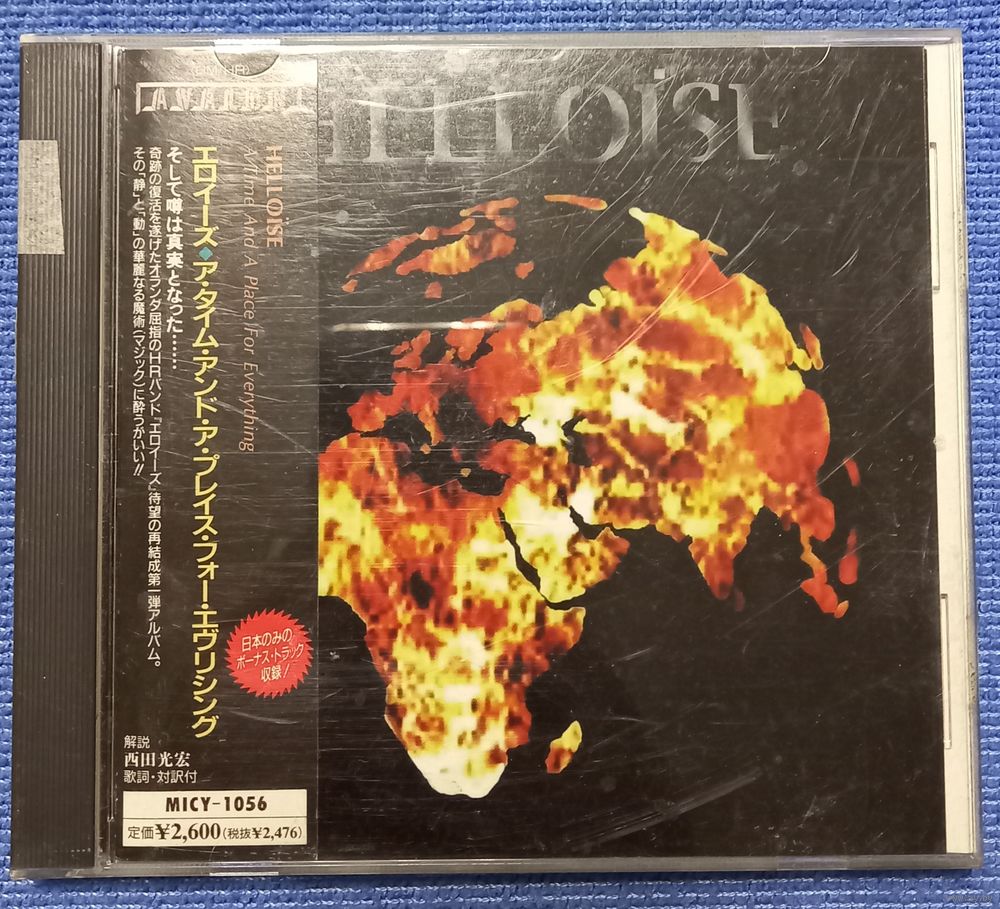 HELLOISE
HELLOISE
A Time And A Place For Everything
エロイーズ◆ア・タイム・アンド・ア・プレイス・フォー・エヴリシング
そして噂は真実となった……
奇跡の復活を遂げたオランダ屈指のHRバンド『エロイーズ』待望の再結成第一弾アルバム。
その「静」と「動」の華麗なる魔術(マジック)に酔うがいい!!
日本のみの
ボーナス・トラック
収録!
解説
西田光宏
歌詞・対訳付
MICY-1056
定価¥2,600(税抜¥2,476)